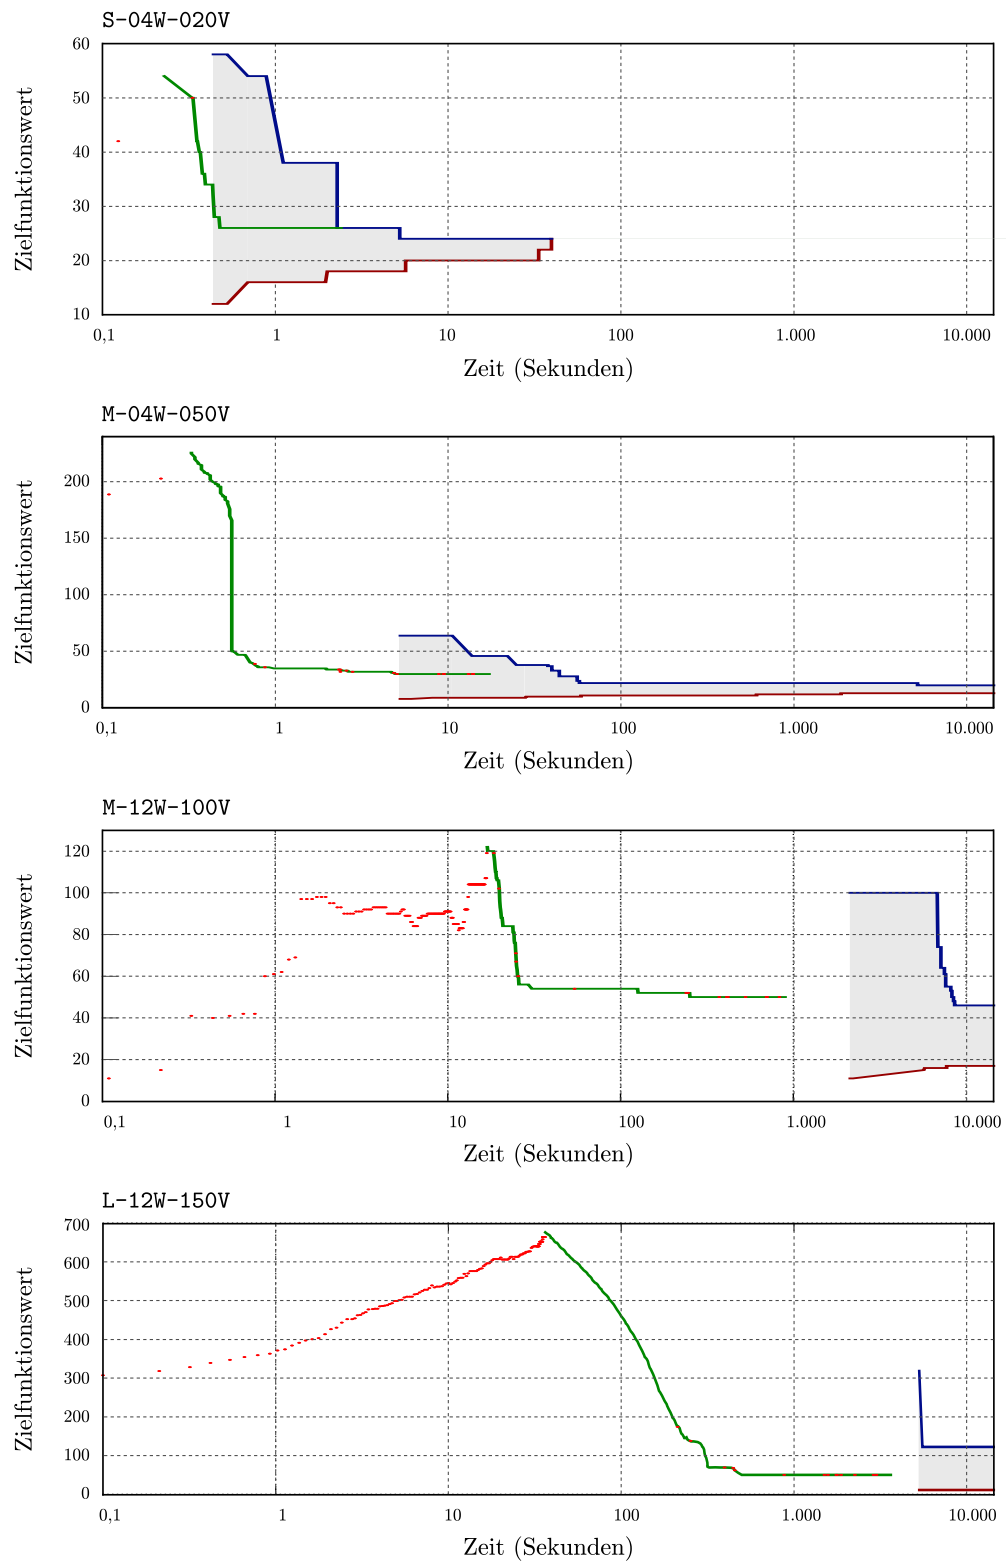 S-04W-020V
60
50
40
30
20
10
Zielfunktionswert
0,1 1 10 100 1.000 10.000
Zeit (Sekunden)
M-04W-050V
200
150
100
50
0
Zielfunktionswert
0,1 1 10 100 1.000 10.000
Zeit (Sekunden)
M-12W-100V
120
100
80
60
40
20
0
Zielfunktionswert
0,1 1 10 100 1.000 10.000
Zeit (Sekunden)
L-12W-150V
700
600
500
400
300
200
100
0
Zielfunktionswert
0,1 1 10 100 1.000 10.000
Zeit (Sekunden)